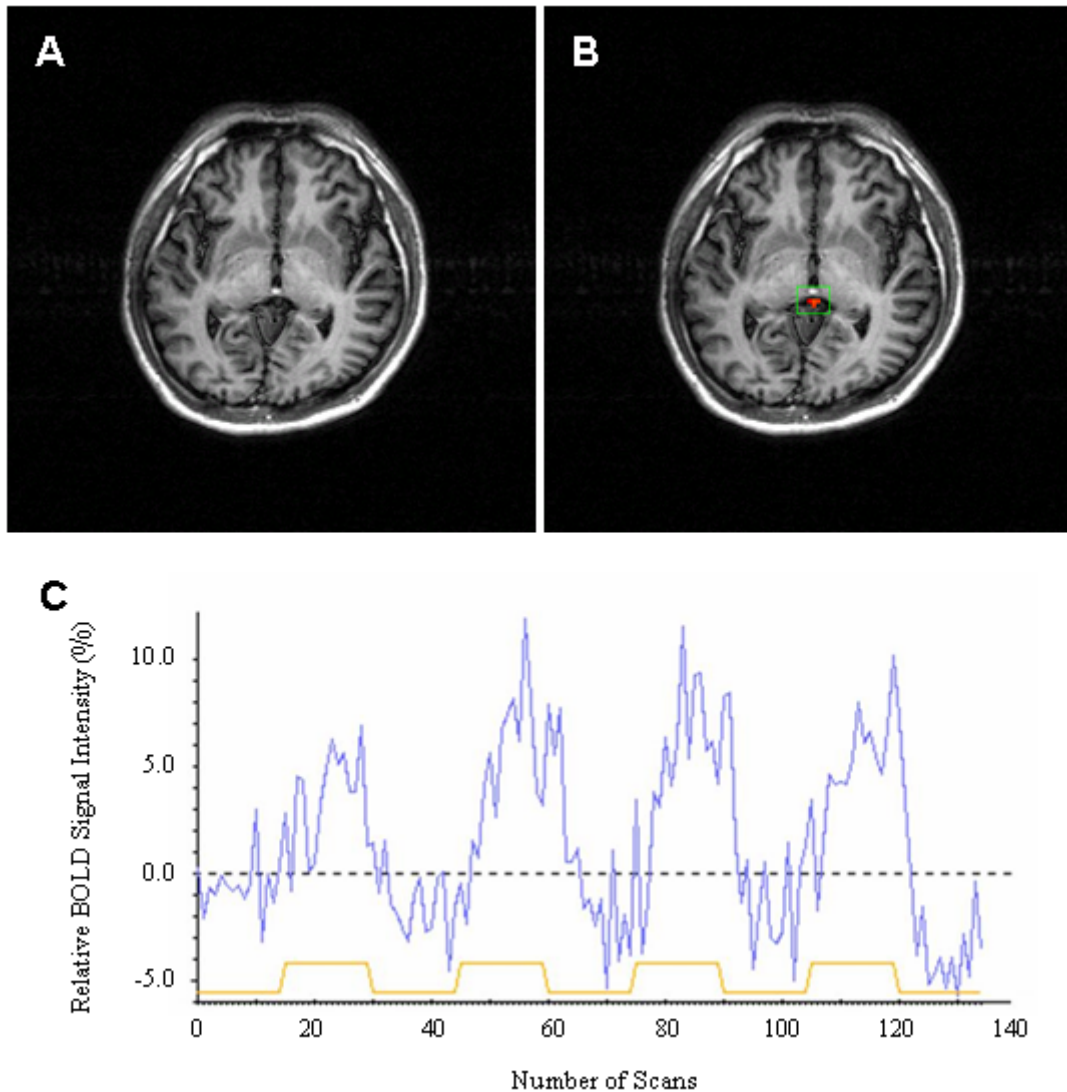 A
B
C
Relative BOLD Signal Intensity (%)
10.0
5.0
0.0
-5.0
0 20 40 60 80 100 120 140
Number of Scans